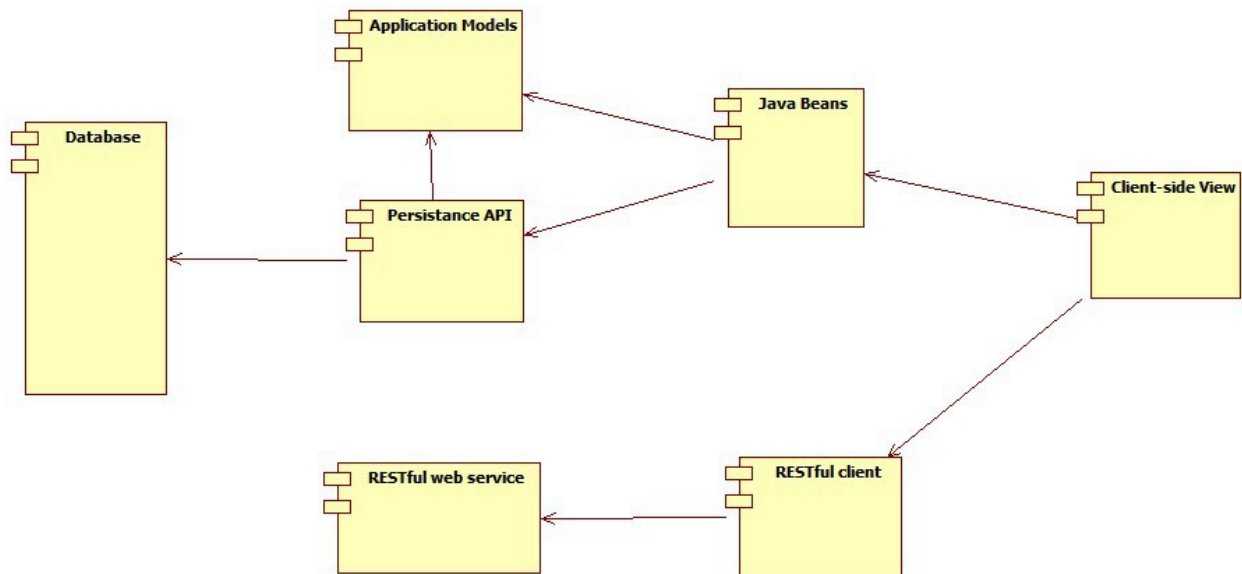 Application Models
Java Beans
Database
Client-side View
Persistance API
RESTful web service
RESTful client